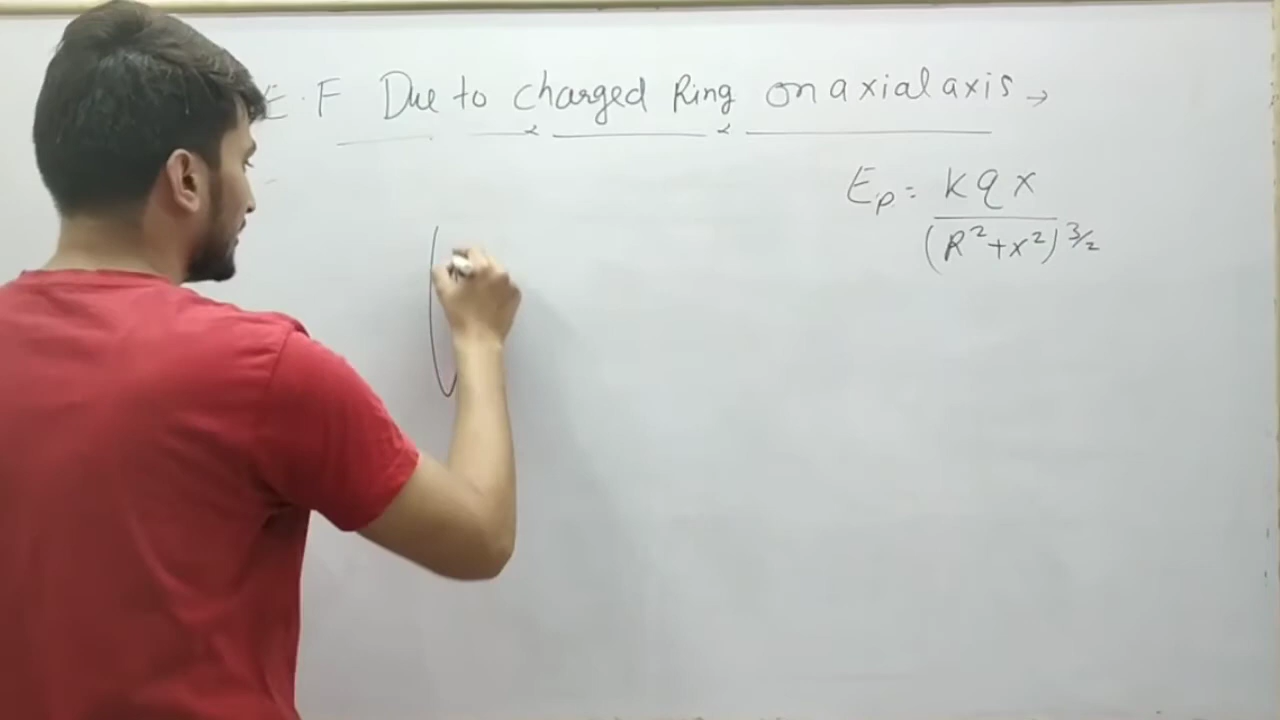 E.F Due to charged Ring on axial axis →
Ep = kqx
(R²+x²)^3/2